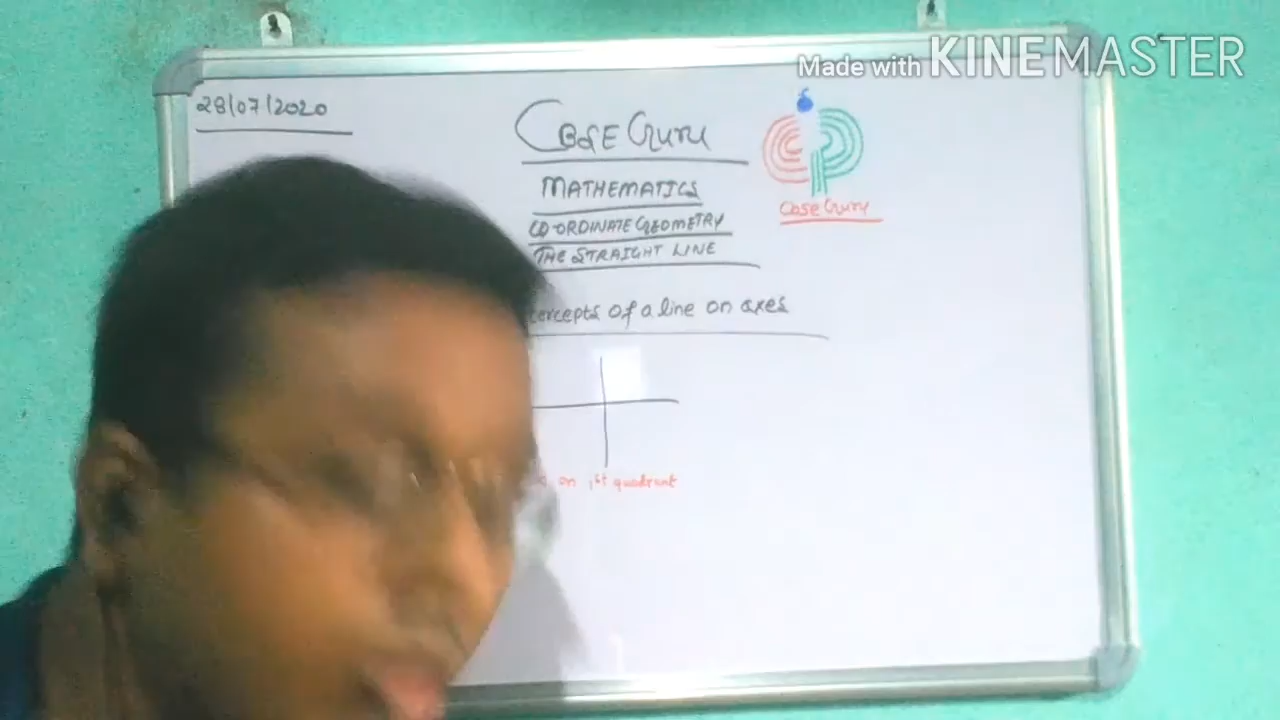 Made with KINEMASTER
28/07/2020
CBSE Guru
MATHEMATICS
CO-ORDINATE GEOMETRY
THE STRAIGHT LINE
CBSE Guru
tercepts of a line on axes
on 1st quadrant